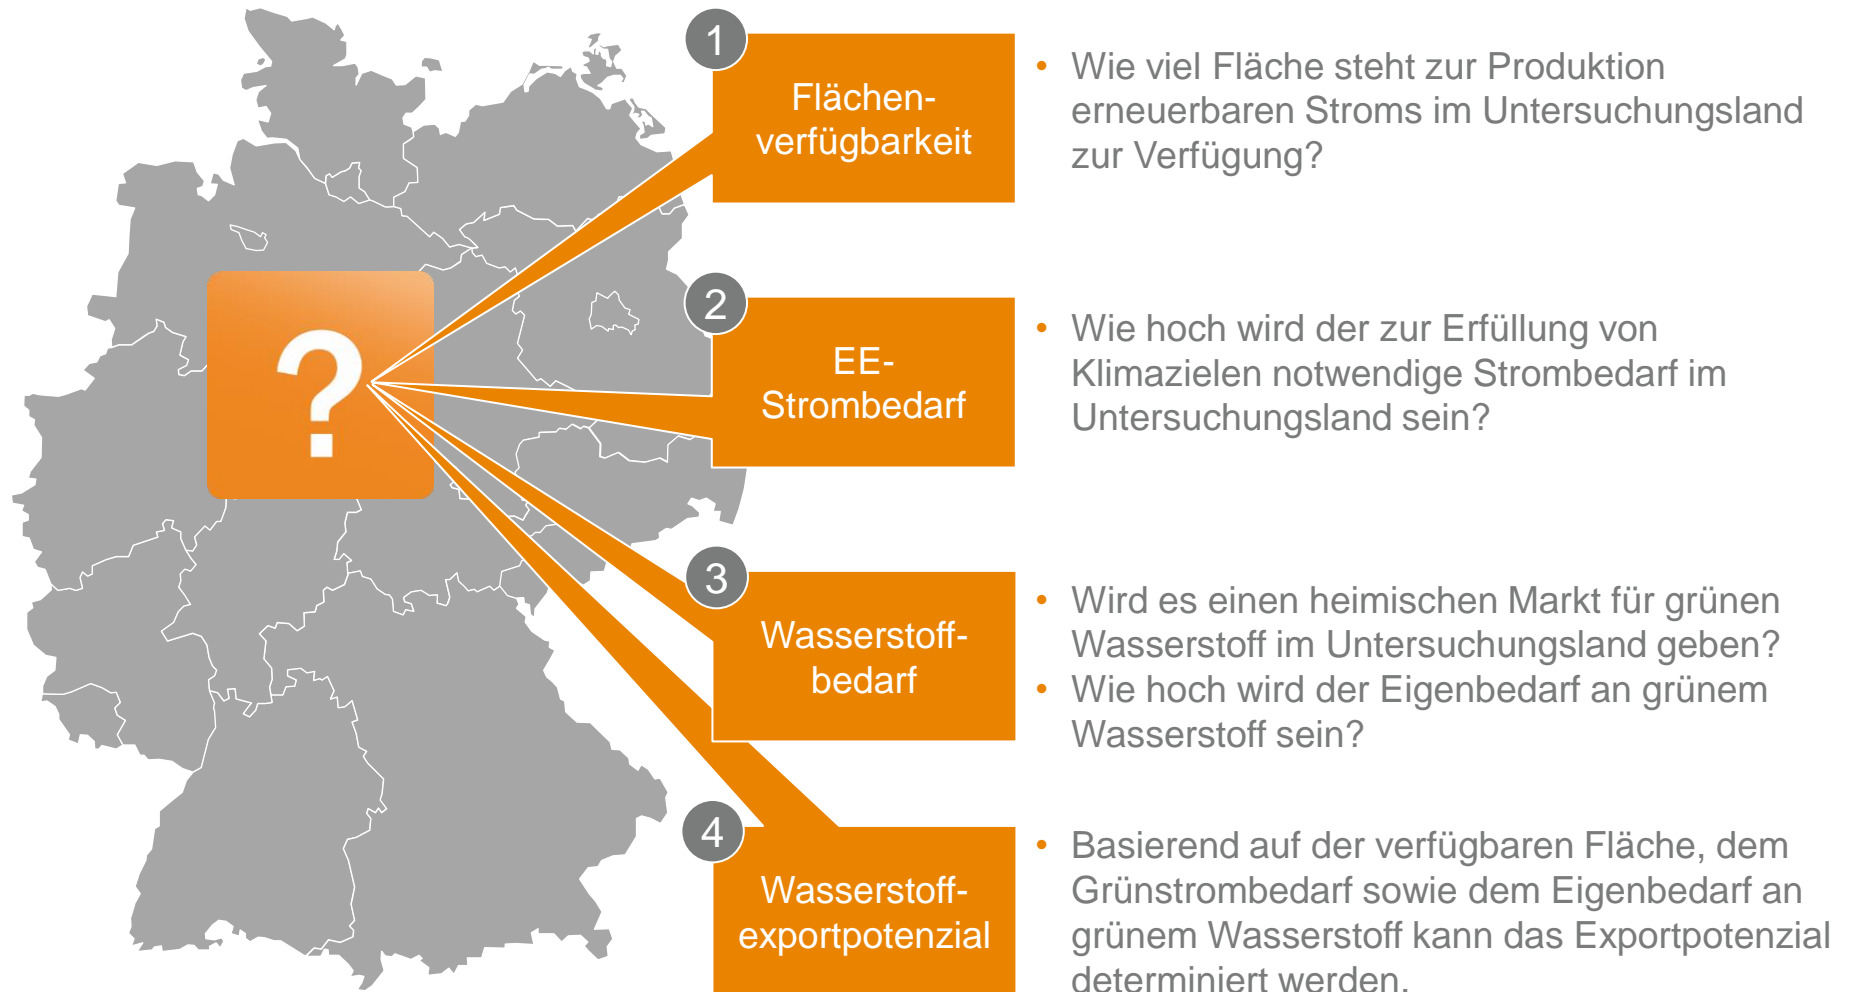 ?
1
Flächen-
verfügbarkeit
• Wie viel Fläche steht zur Produktion
erneuerbaren Stroms im Untersuchungsland
zur Verfügung?
2
EE-
Strombedarf
• Wie hoch wird der zur Erfüllung von
Klimazielen notwendige Strombedarf im
Untersuchungsland sein?
3
Wasserstoff-
bedarf
• Wird es einen heimischen Markt für grünen
Wasserstoff im Untersuchungsland geben?
• Wie hoch wird der Eigenbedarf an grünem
Wasserstoff sein?
4
Wasserstoff-
exportpotenzial
• Basierend auf der verfügbaren Fläche, dem
Grünstrombedarf sowie dem Eigenbedarf an
grünem Wasserstoff kann das Exportpotenzial
determiniert werden.